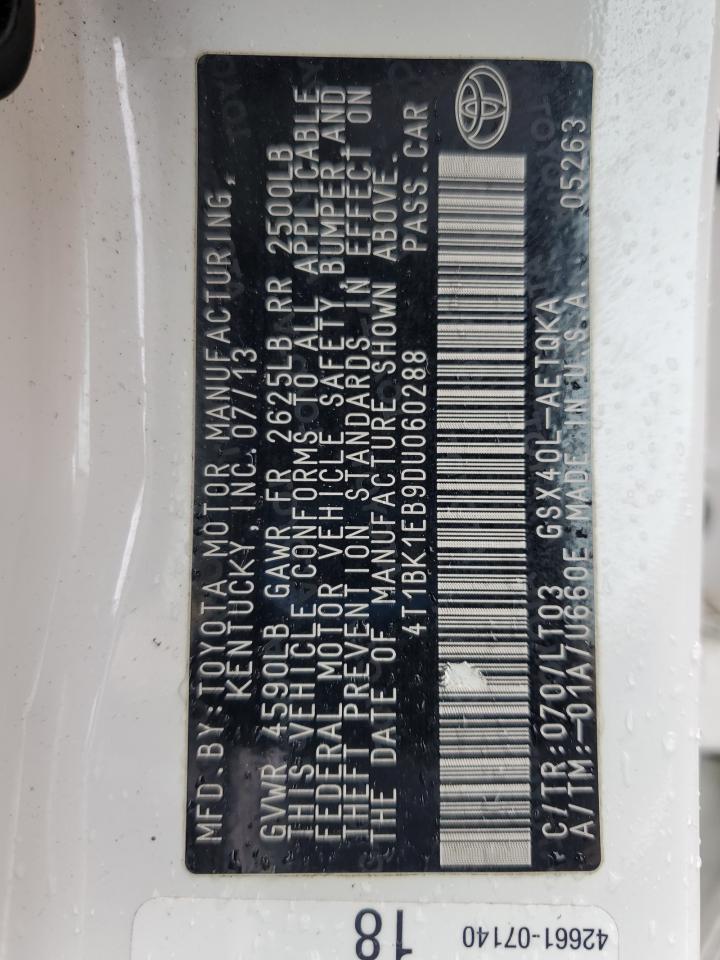 MFD.BY:TOYOTA MOTOR MANUFACTURING,
KENTUCKY INC. 07/13
GVWR 4590LB GAWR FR 2625LB RR 2500LB
THIS VEHICLE CONFORMS TO ALL APPLICABLE
FEDERAL MOTOR VEHICLE SAFETY, BUMPER, AND
THEFT PREVENTION STANDARDS IN EFFECT ON
THE DATE OF MANUFACTURE SHOWN ABOVE.
4T1BK1EB9DU060288 PASS.CAR
C/TR:070/LT03 GSX40L-AETQKA
A/TM:-01A/U660E MADE IN U.S.A. 05263
18
42661-07140